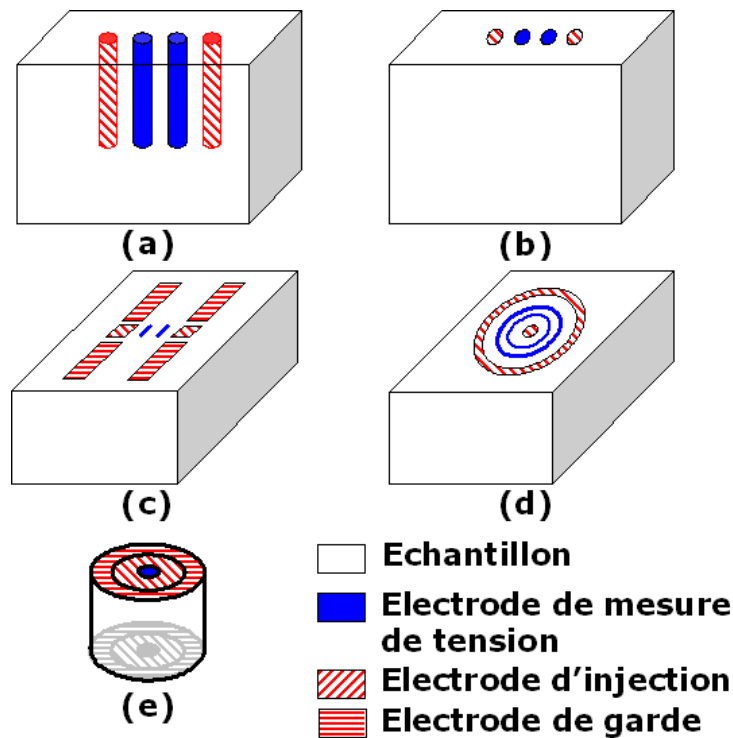 (a)
(b)
(c)
(d)
(e)
Echantillon
Electrode de mesure
de tension
Electrode d'injection
Electrode de garde